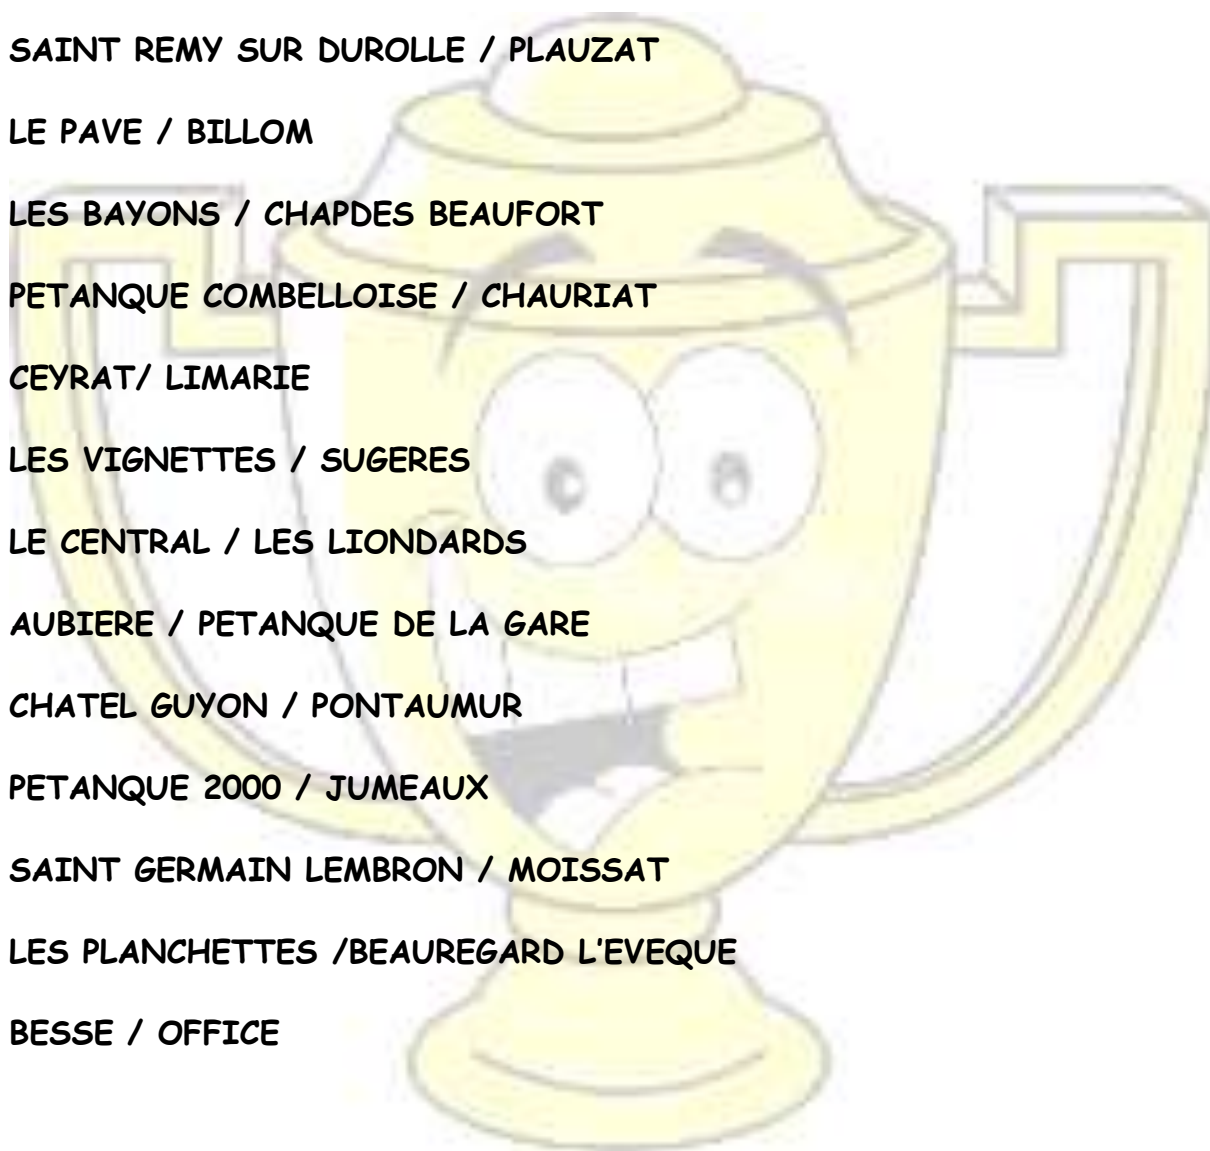 SAINT REMY SUR DUROLLE / PLAUZAT
LE PAVE / BILLOM
LES BAYONS / CHAPDES BEAUFORT
PETANQUE COMBELLOISE / CHAURIAT
CEYRAT/ LIMARIE
LES VIGNETTES / SUGERES
LE CENTRAL / LES LIONDARDS
AUBIERE / PETANQUE DE LA GARE
CHATEL GUYON / PONTAUMUR
PETANQUE 2000 / JUMEAUX
SAINT GERMAIN LEMBRON / MOISSAT
LES PLANCHETTES /BEAUREGARD L'EVEQUE
BESSE / OFFICE